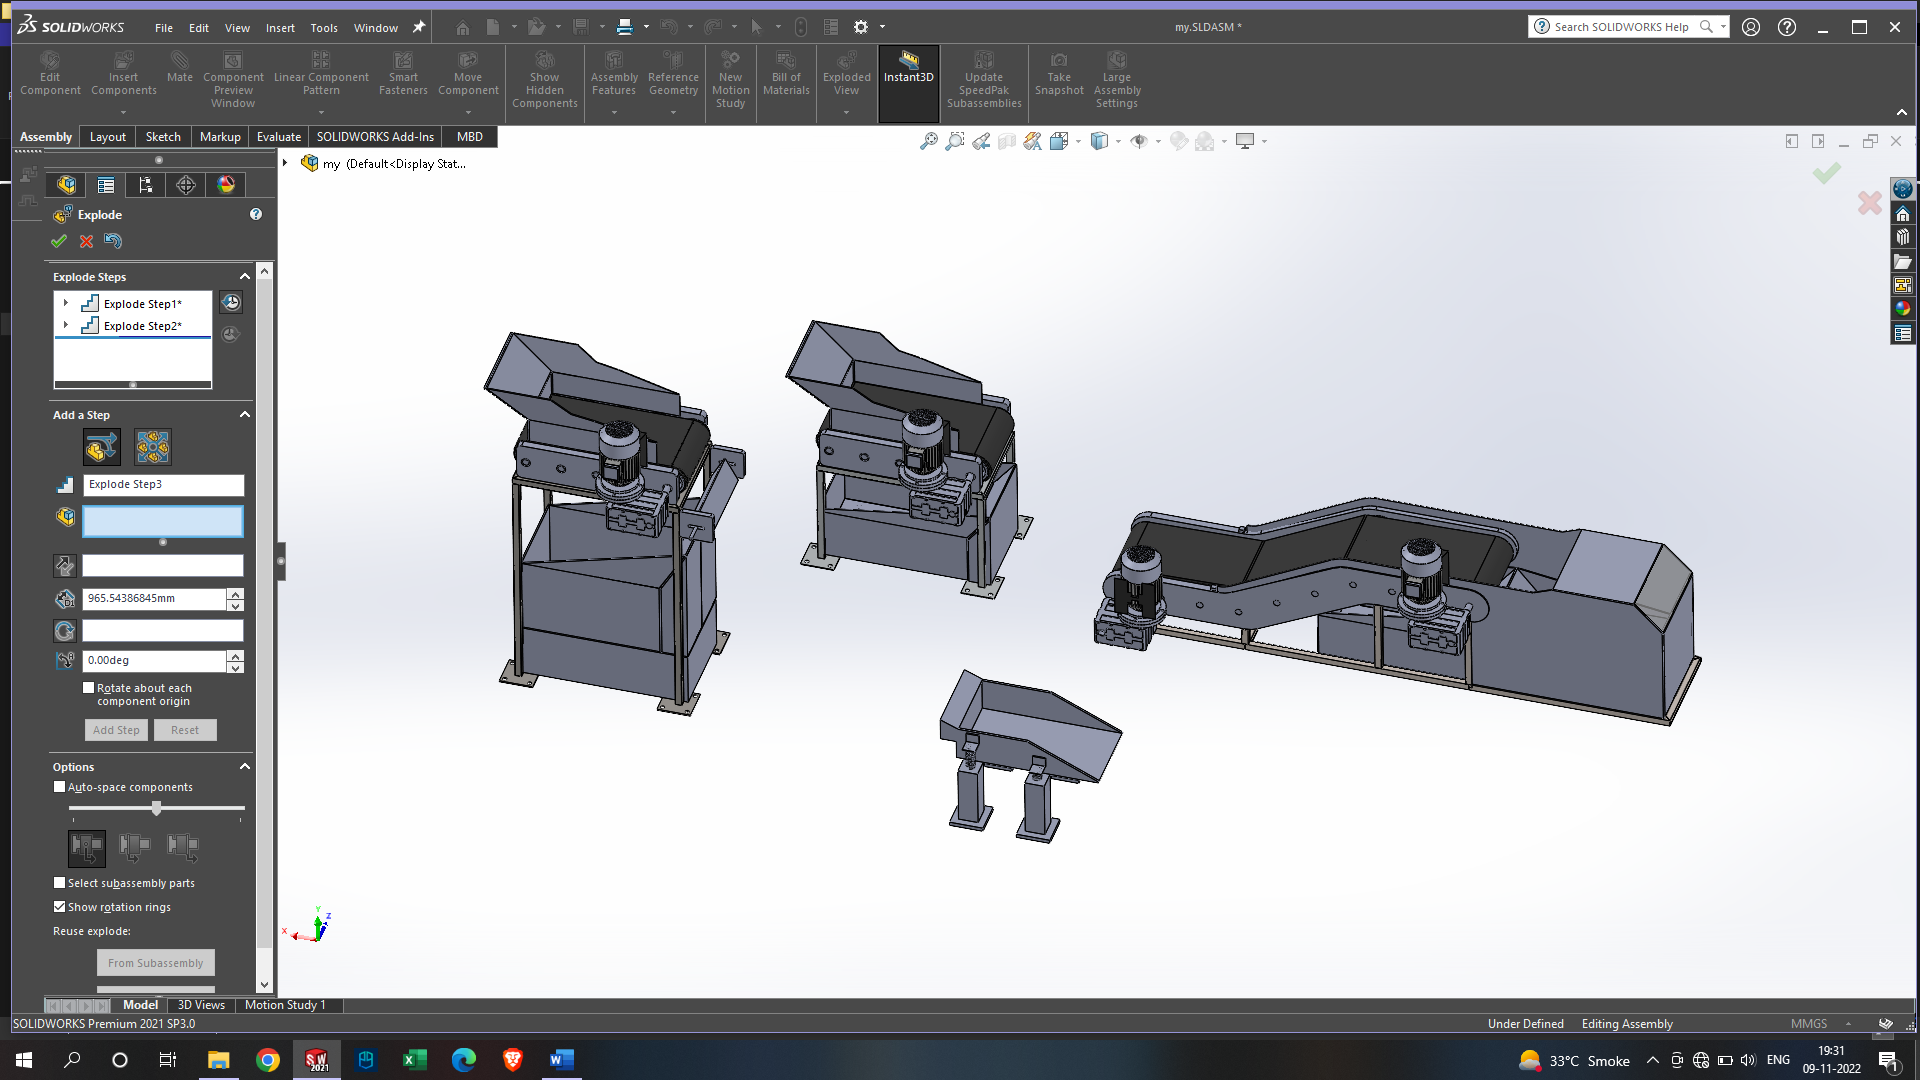 SOLIDWORKS File Edit View Insert Tools Window my.SLDASM * Search SOLIDWORKS Help
Edit Component
Insert Components
Mate
Component Preview Window
Linear Component Pattern
Smart Fasteners
Move Component
Show Hidden Components
Assembly Features
Reference Geometry
New Motion Study
Bill of Materials
Exploded View
Instant3D
Update SpeedPak Subassemblies
Take Snapshot
Large Assembly Settings
Assembly Layout Sketch Markup Evaluate SOLIDWORKS Add-Ins MBD
my (Default<Display Stat...
Explode
Explode Steps
Explode Step1*
Explode Step2*
Add a Step
Explode Step3
965.54386845mm
0.00deg
Rotate about each
component origin
Add Step Reset
Options
Auto-space components
Select subassembly parts
Show rotation rings
Reuse explode:
From Subassembly
Y
Z
X
Model 3D Views Motion Study 1
SOLIDWORKS Premium 2021 SP3.0 Under Defined Editing Assembly MMGS
33°C Smoke ENG 19:31
09-11-2022